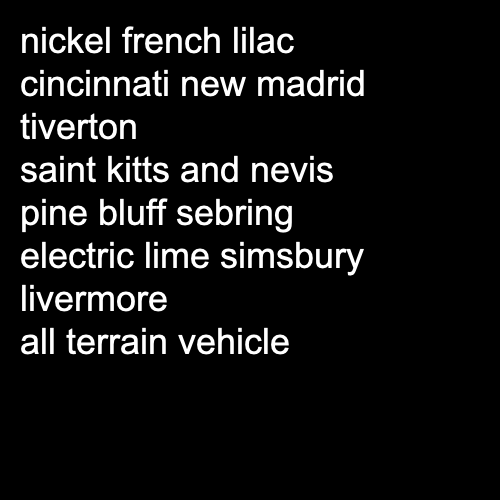 nickel french lilac
cincinnati new madrid
tiverton
saint kitts and nevis
pine bluff sebring
electric lime simsbury
livermore
all terrain vehicle